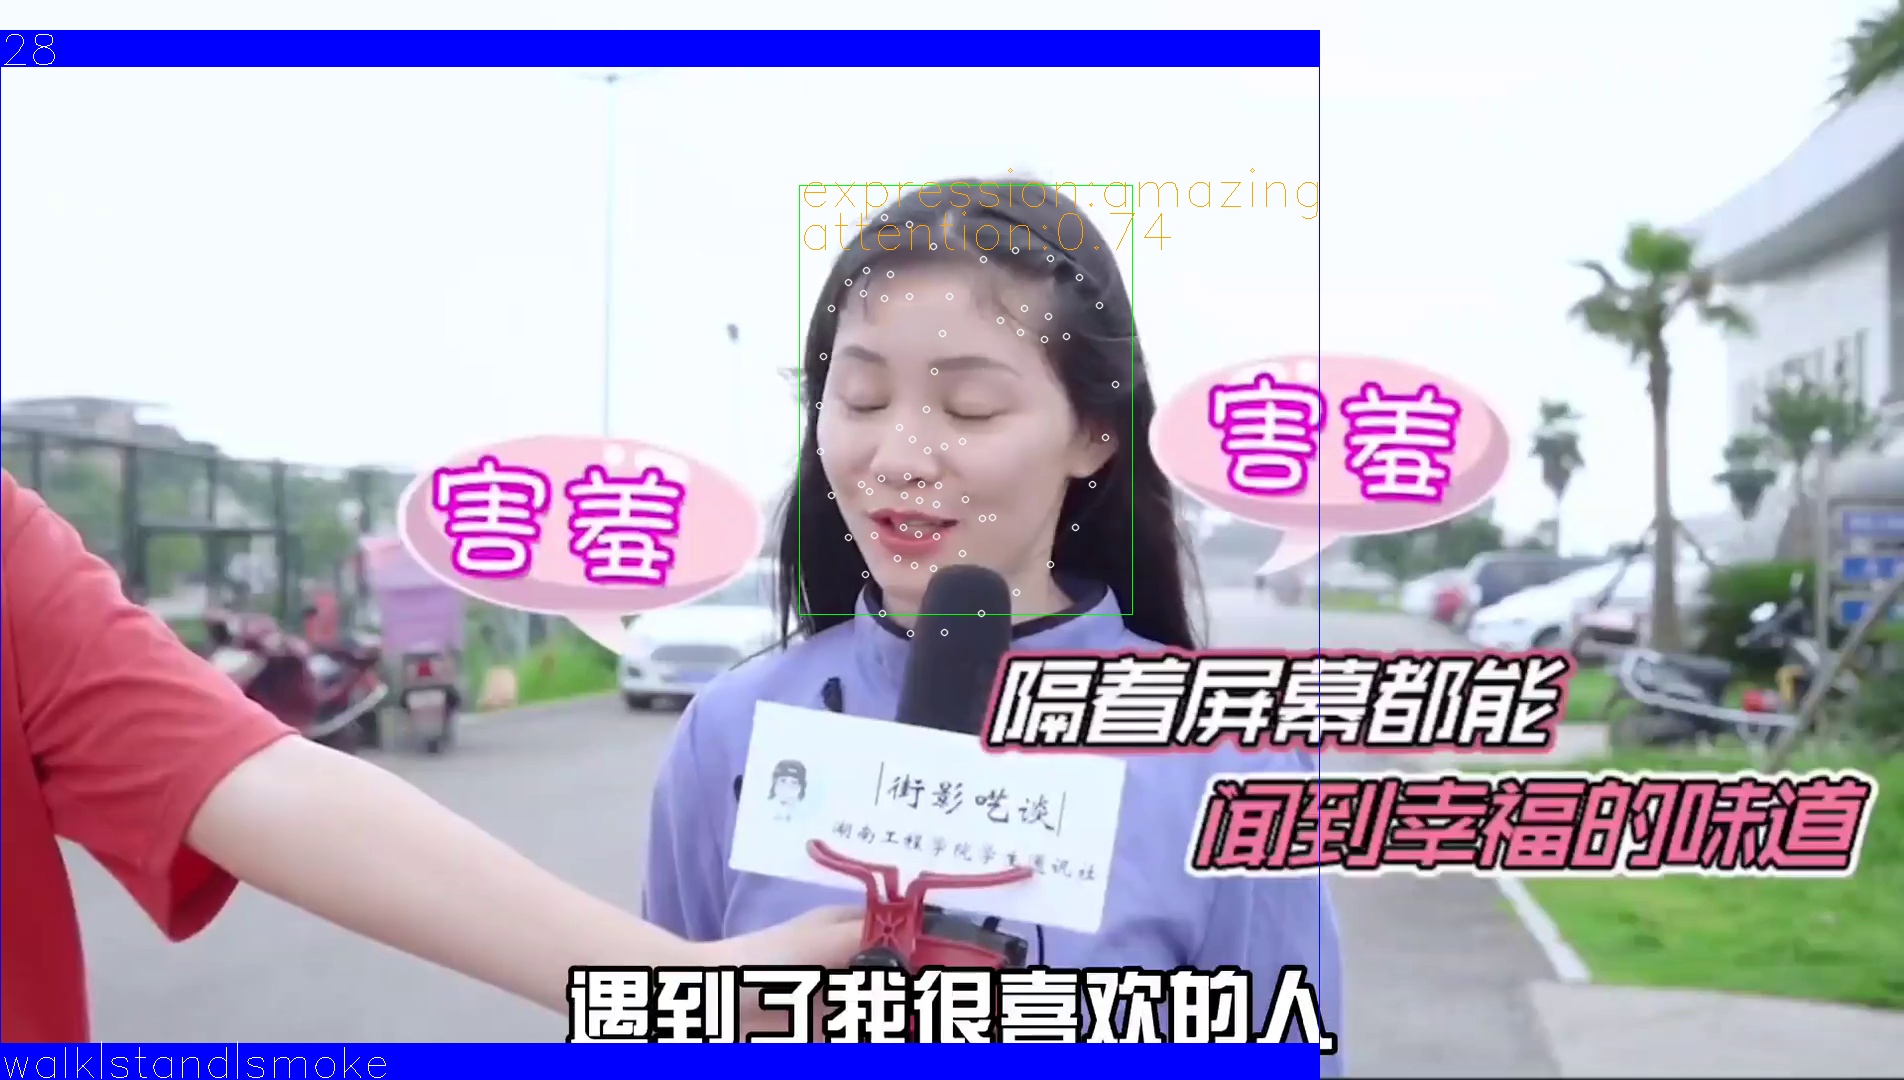 28
expression:amazing
attention:0.74
害羞
害羞
隔着屏幕都能
闻到幸福的味道
|街影呓谈|
湖南工程学院学生通讯社
遇到了我很喜欢的人
walk|stand|smoke